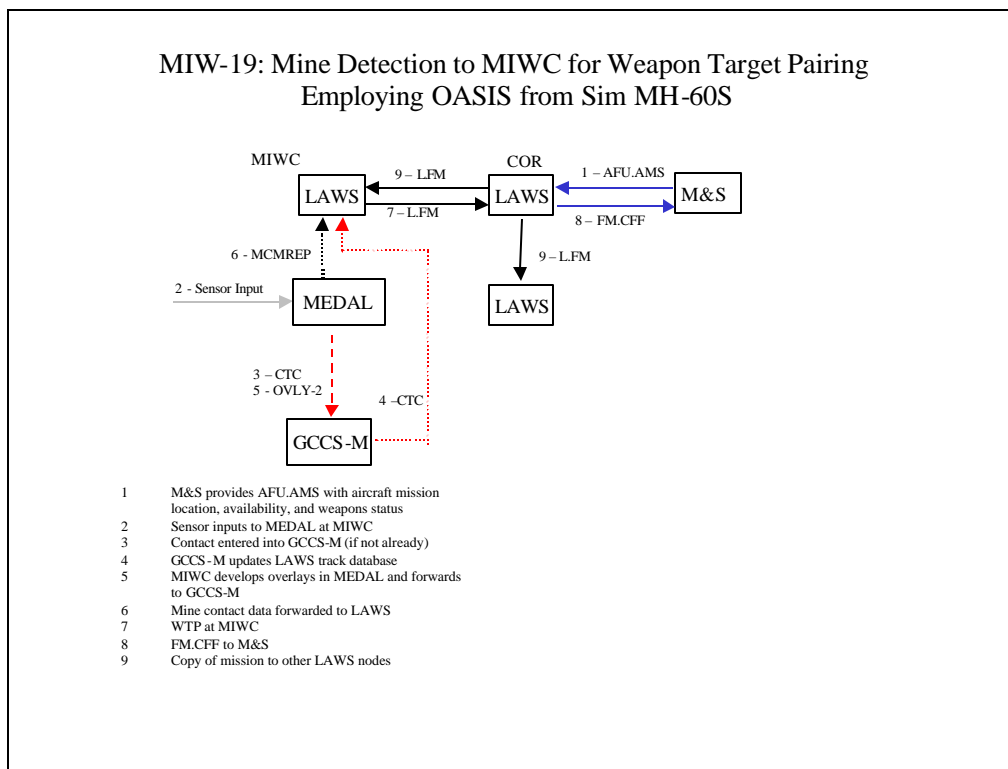 MIW-19: Mine Detection to MIWC for Weapon Target Pairing
Employing OASIS from Sim MH-60S
MIWC
COR
9 – L.FM
1 – AFU.AMS
LAWS
LAWS
M&S
7 – L.FM
8 – FM.CFF
6 - MCMREP
9 – L.FM
2 - Sensor Input
MEDAL
LAWS
3 – CTC
5 - OVLY-2
4 –CTC
GCCS-M
1 M&S provides AFU.AMS with aircraft mission
location, availability, and weapons status
2 Sensor inputs to MEDAL at MIWC
3 Contact entered into GCCS-M (if not already)
4 GCCS-M updates LAWS track database
5 MIWC develops overlays in MEDAL and forwards
to GCCS-M
6 Mine contact data forwarded to LAWS
7 WTP at MIWC
8 FM.CFF to M&S
9 Copy of mission to other LAWS nodes